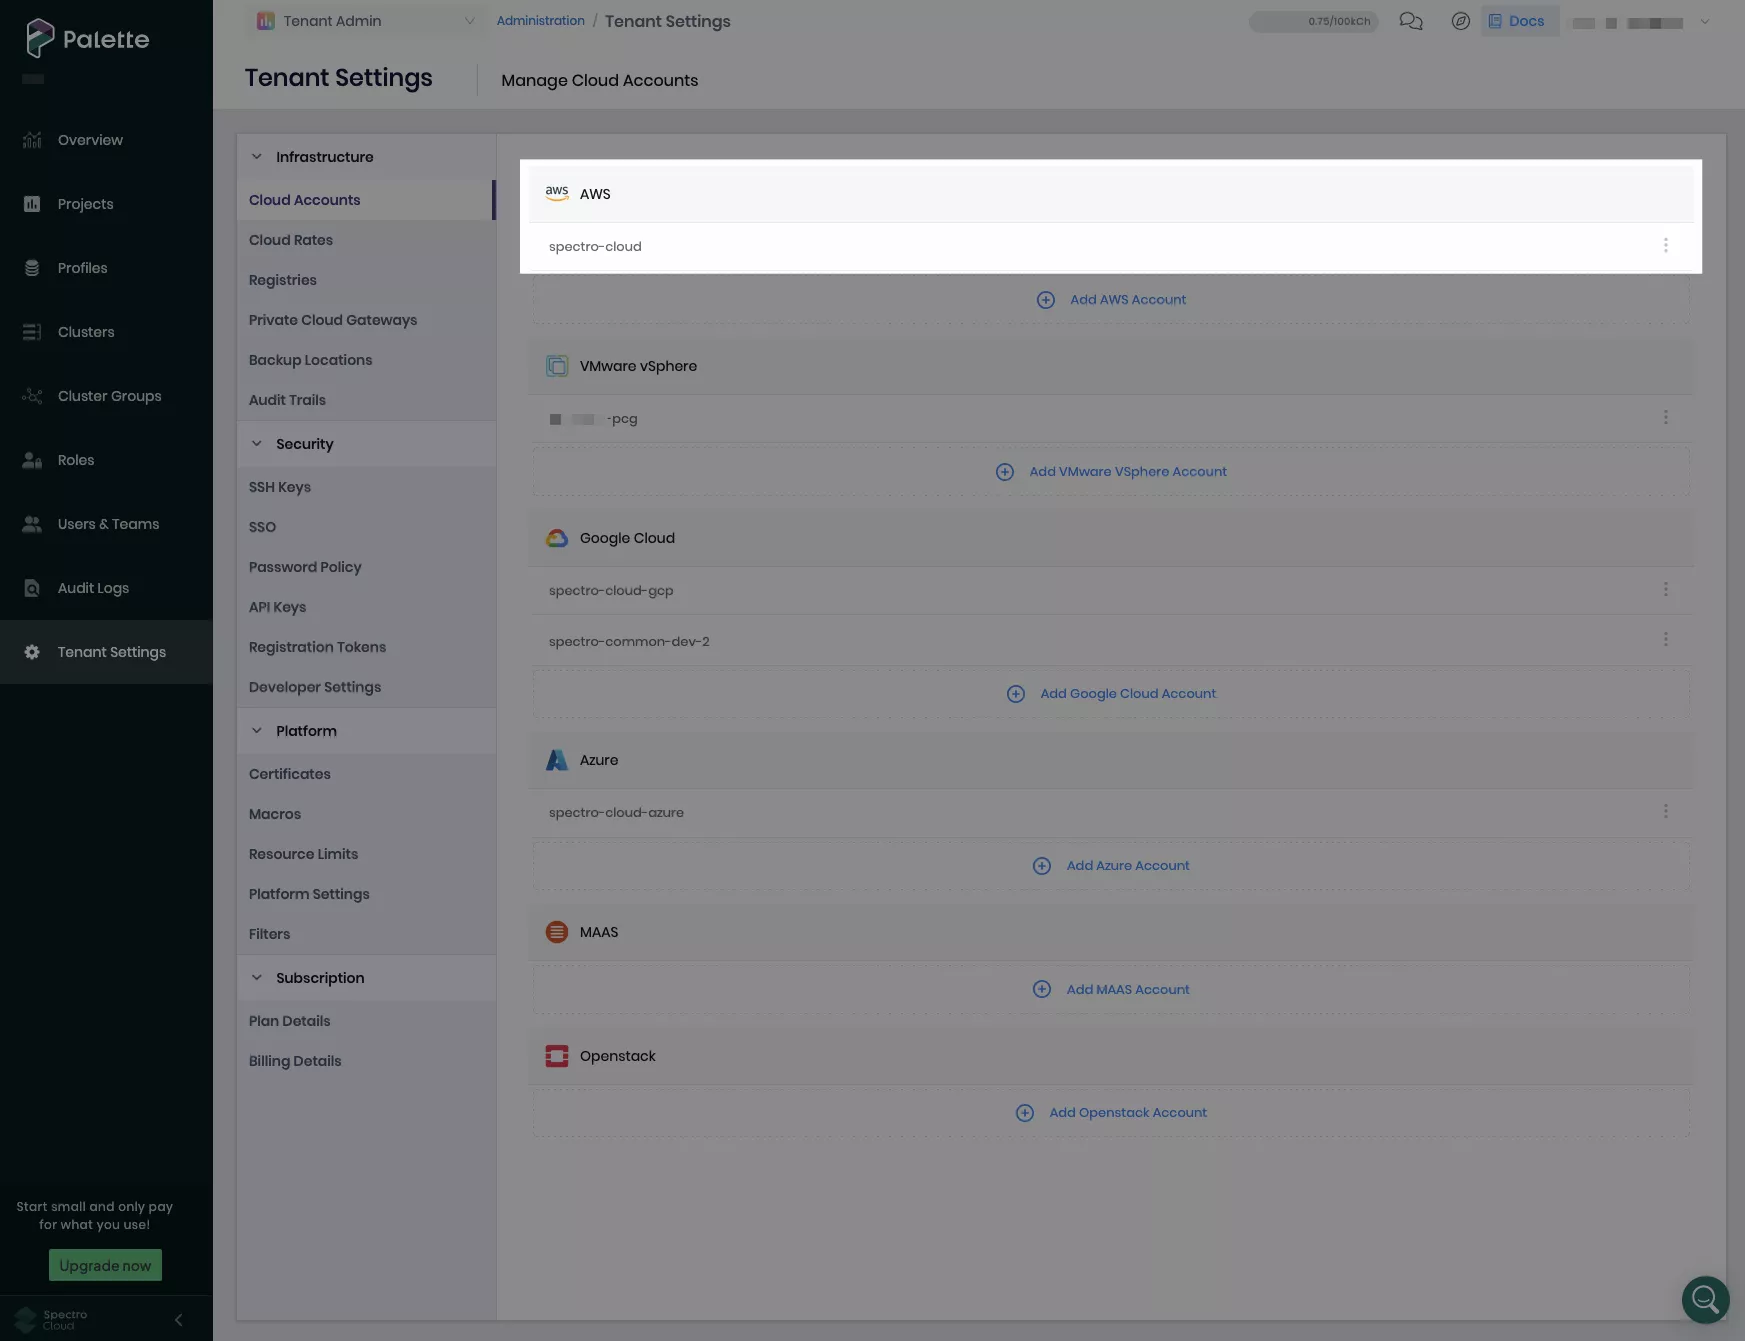 Palette
Overview
Projects
Profiles
Clusters
Cluster Groups
Roles
Users & Teams
Audit Logs
Tenant Settings
Start small and only pay
for what you use!
Upgrade now
Spectro
Cloud
Tenant Admin
Administration / Tenant Settings
0.75/100kCh
Docs
Tenant Settings
Manage Cloud Accounts
Infrastructure
Cloud Accounts
Cloud Rates
Registries
Private Cloud Gateways
Backup Locations
Audit Trails
Security
SSH Keys
SSO
Password Policy
API Keys
Registration Tokens
Developer Settings
Platform
Certificates
Macros
Resource Limits
Platform Settings
Filters
Subscription
Plan Details
Billing Details
aws AWS
spectro-cloud
Add AWS Account
VMware vSphere
-pcg
Add VMware VSphere Account
Google Cloud
spectro-cloud-gcp
spectro-common-dev-2
Add Google Cloud Account
Azure
spectro-cloud-azure
Add Azure Account
MAAS
Add MAAS Account
Openstack
Add Openstack Account